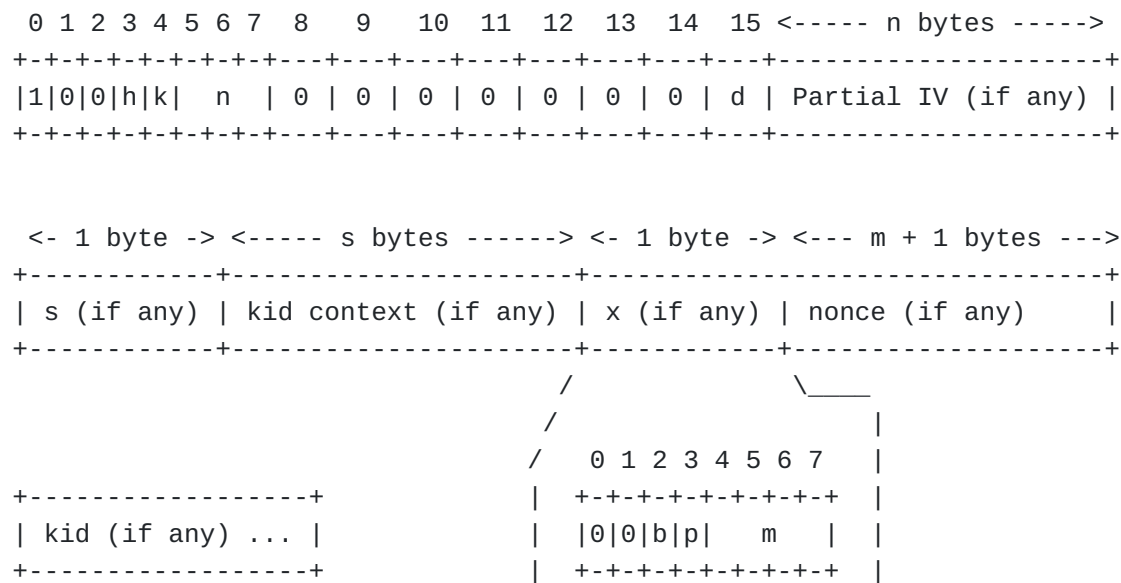 0 1 2 3 4 5 6 7  8   9   10  11  12  13  14  15 <----- n bytes ----->
+-+-+-+-+-+-+-+-+---+---+---+---+---+---+---+---+---------------------+
|1|0|0|h|k|  n  | 0 | 0 | 0 | 0 | 0 | 0 | 0 | d | Partial IV (if any) |
+-+-+-+-+-+-+-+-+---+---+---+---+---+---+---+---+---------------------+

 <- 1 byte -> <----- s bytes ------> <- 1 byte -> <--- m + 1 bytes --->
+------------+----------------------+---------------------------------+
| s (if any) | kid context (if any) | x (if any) | nonce (if any)     |
+------------+----------------------+------------+--------------------+
                                   /              \____
                                  /                    |
                                 /   0 1 2 3 4 5 6 7   |
+------------------+             |  +-+-+-+-+-+-+-+-+  |
| kid (if any) ... |             |  |0|0|b|p|   m   |  |
+------------------+             |  +-+-+-+-+-+-+-+-+  |